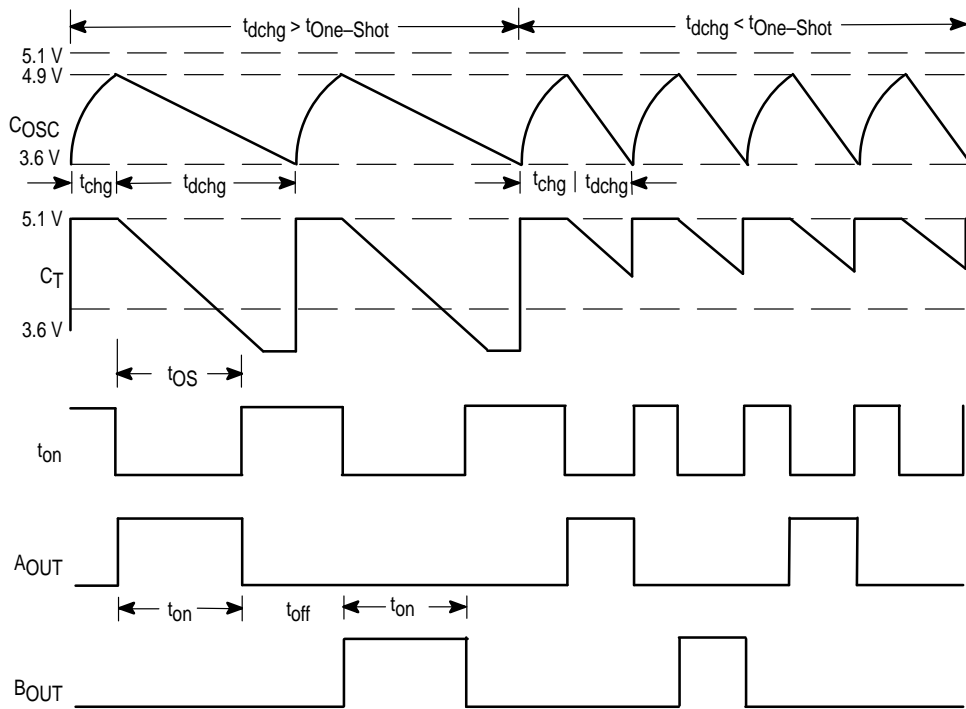 tdchg > tOne–Shot
tdchg < tOne–Shot
5.1 V
4.9 V
COSC
3.6 V
tchg
tdchg
tchg
tdchg
5.1 V
CT
3.6 V
tOS
ton
AOUT
ton
toff
ton
BOUT